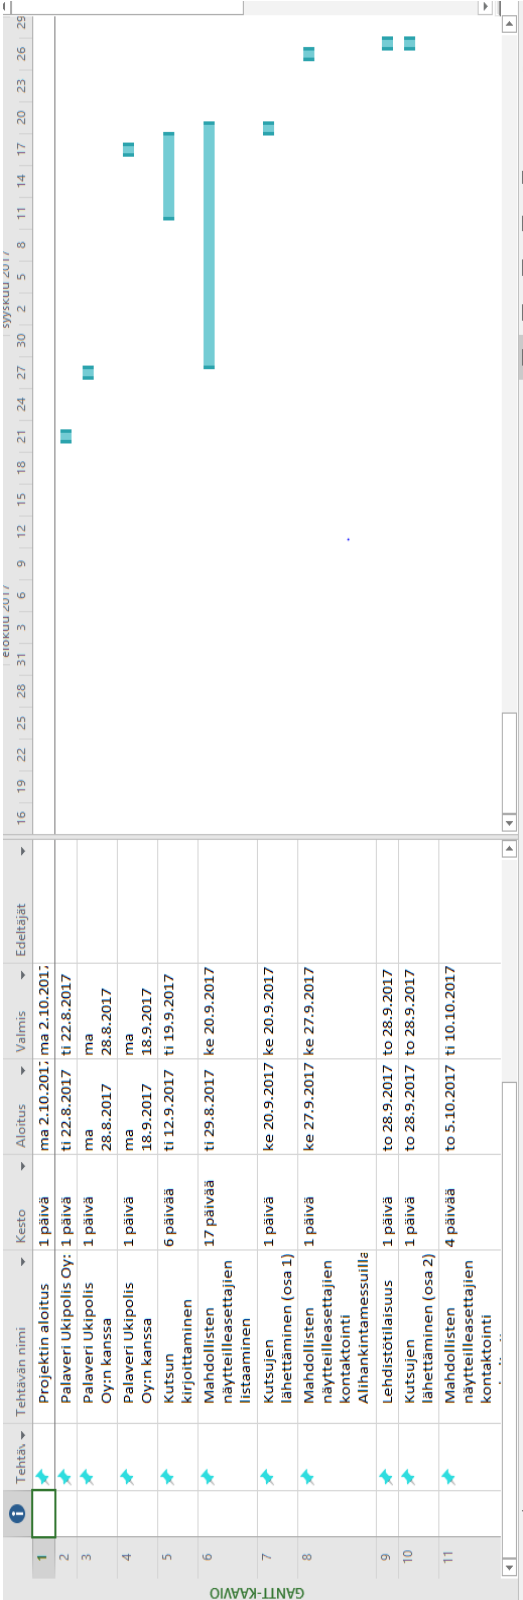 Tehtäv
Tehtävän nimi
Kesto
Aloitus
Valmis
Edeltäjät
elokuu 2017
syyskuu 2017
16 19 22 25 28 31 3 6 9 12 15 18 21 24 27 30 2 5 8 11 14 17 20 23 26 29
1 Projektin aloitus 1 päivä ma 2.10.2017 ma 2.10.2017
2 Palaveri Ukipolis Oy: 1 päivä ti 22.8.2017 ti 22.8.2017
3 Palaveri Ukipolis 1 päivä ma ma
Oy:n kanssa 28.8.2017 28.8.2017
4 Palaveri Ukipolis 1 päivä ma ma
Oy:n kanssa 18.9.2017 18.9.2017
5 Kutsun 6 päivää ti 12.9.2017 ti 19.9.2017
kirjoittaminen
6 Mahdollisten 17 päivää ti 29.8.2017 ke 20.9.2017
näytteilleasettajien
listaaminen
7 Kutsujen 1 päivä ke 20.9.2017 ke 20.9.2017
lähettäminen (osa 1)
8 Mahdollisten 1 päivä ke 27.9.2017 ke 27.9.2017
näytteilleasettajien
kontaktointi
Alihankintamessuilla
9 Lehdistötilaisuus 1 päivä to 28.9.2017 to 28.9.2017
10 Kutsujen 1 päivä to 28.9.2017 to 28.9.2017
lähettäminen (osa 2)
11 Mahdollisten 4 päivää to 5.10.2017 ti 10.10.2017
näytteilleasettajien
kontaktointi
GANTT-KAAVIO